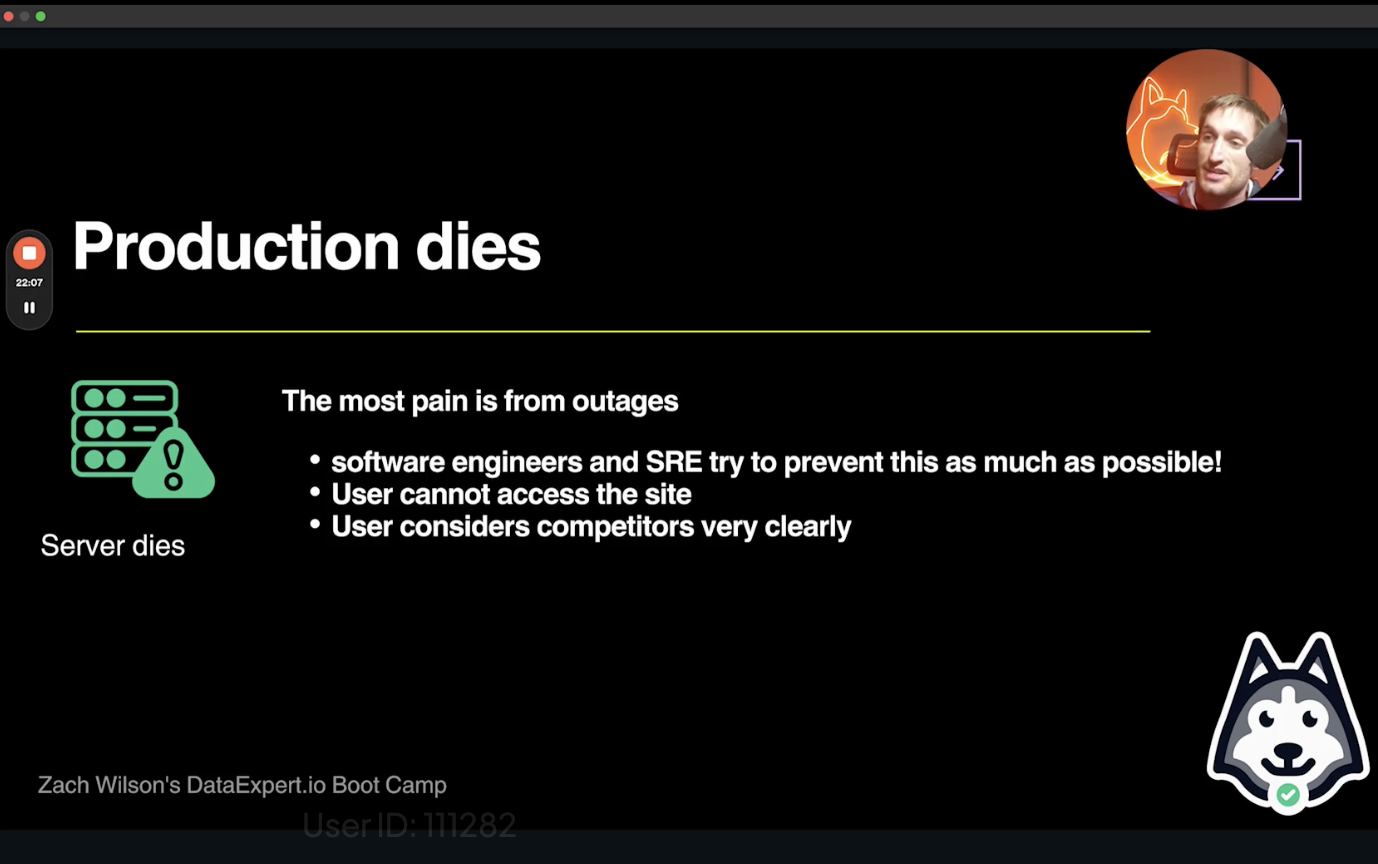 Production dies
22:07
The most pain is from outages
• software engineers and SRE try to prevent this as much as possible!
• User cannot access the site
• User considers competitors very clearly
Server dies
Zach Wilson's DataExpert.io Boot Camp
User ID: 111282